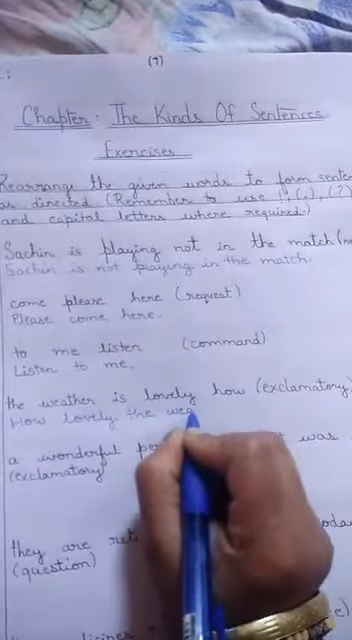 (7)
Chapter: The Kinds Of Sentences
Exercises
Rearrange the given words to form
as directed (Remember to use
and capital letters where required.)
Sachin is playing not in the match
Sachin is not playing in the match.
come please here (request)
Please come here.
to me listen (command)
Listen to me.
the weather is lovely how (exclamatory)
How lovely the wea
a wonderful was
(exclamatory)
they are
(question)